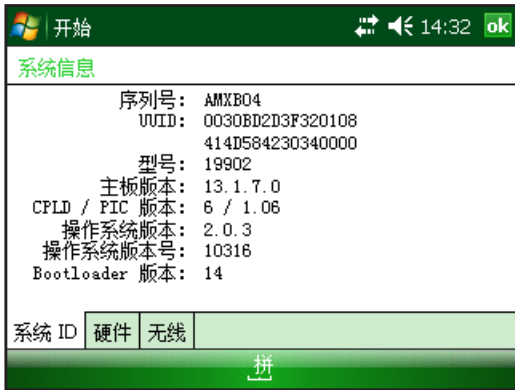 开始 14:32 ok
系统信息
序列号: AMXB04
UUID: 0030BD2D3F320108
414D584230340000
型号: 19902
主板版本: 13.1.7.0
CPLD / PIC 版本: 6 / 1.06
操作系统版本: 2.0.3
操作系统版本号: 10316
Bootloader 版本: 14
系统 ID 硬件 无线
拼